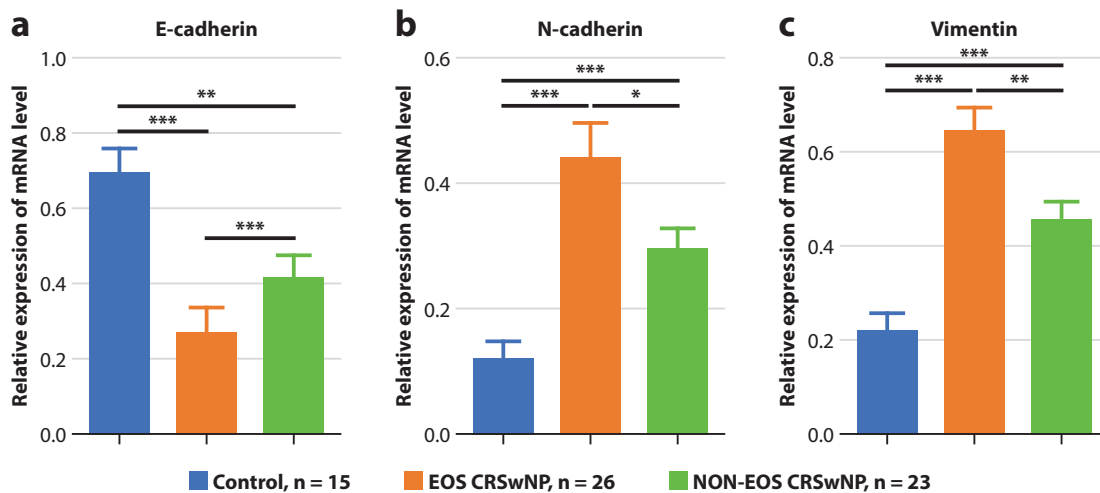 a
E-cadherin
Relative expression of mRNA level
1.0
0.8
0.6
0.4
0.2
0.0
**
***
***
b
N-cadherin
Relative expression of mRNA level
0.6
0.4
0.2
0.0
***
***
*
c
Vimentin
Relative expression of mRNA level
0.8
0.6
0.4
0.2
0.0
***
***
**
Control, n = 15
EOS CRSwNP, n = 26
NON-EOS CRSwNP, n = 23